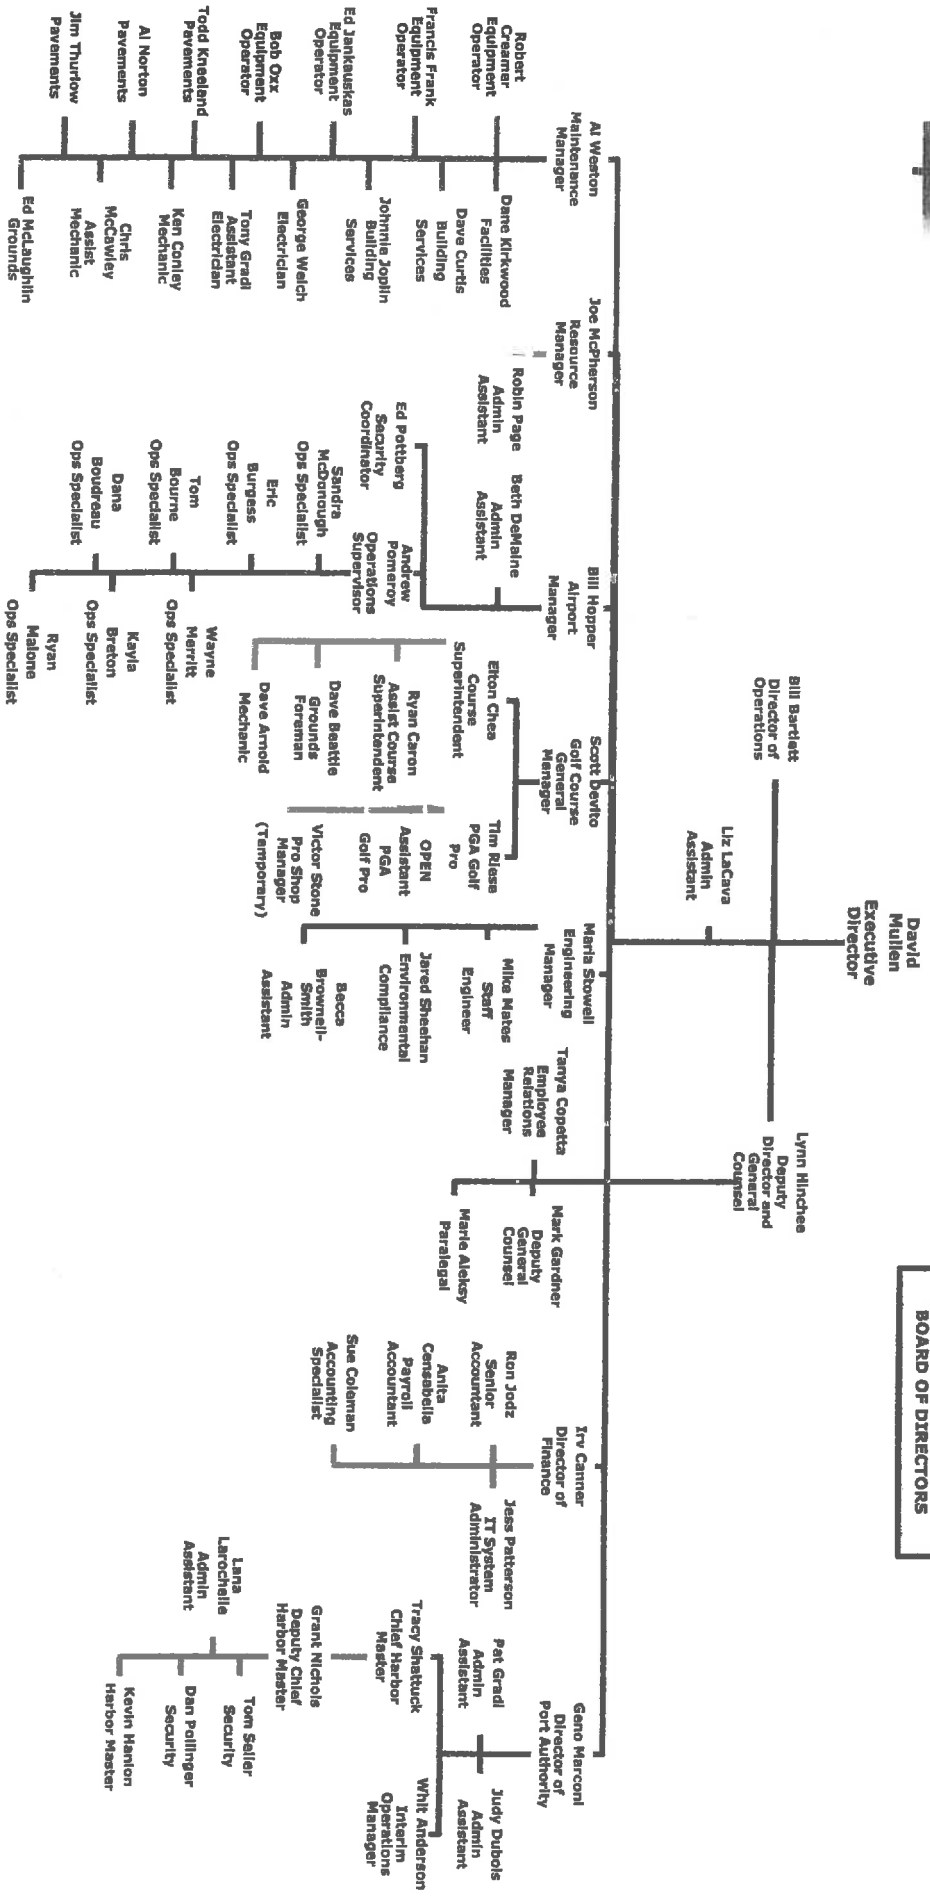 BOARD OF DIRECTORS
David
Mullen
Executive
Director
Bill Bartlett
Director of
Operations
Liz LaCava
Admin
Assistant
Lynn Hinchee
Deputy
Director and
General
Counsel
Al Weston
Maintenance
Manager
Joe McPherson
Resource
Manager
Bill Hopper
Airport
Manager
Scott Devito
Golf Course
General
Manager
Maria Stowell
Engineering
Manager
Tanya Copetta
Employee
Relations
Manager
Mark Gardner
Deputy
General
Counsel
Marie Aleksy
Paralegal
Irv Canner
Director of
Finance
Geno Marconi
Director of
Port Authority
Robert
Creamer
Equipment
Operator
Dane Kirkwood
Facilities
Francis Frank
Equipment
Operator
Dave Curtis
Building
Services
Ed Jankauskas
Equipment
Operator
Johnnie Joplin
Building
Services
Bob Oxx
Equipment
Operator
George Welch
Electrician
Todd Kneeland
Pavements
Tony Gradi
Assistant
Electrician
Al Norton
Pavements
Ken Conley
Mechanic
Jim Thurlow
Pavements
Chris
McCawley
Assist
Mechanic
Ed McLaughlin
Grounds
Robin Page
Admin
Assistant
Beth DeMaine
Admin
Assistant
Ed Pottberg
Security
Coordinator
Andrew
Pomeroy
Operations
Supervisor
Sandra
McDonough
Ops Specialist
Eric
Burgess
Ops Specialist
Tom
Bourne
Ops Specialist
Dana
Boudreau
Ops Specialist
Wayne
Merritt
Ops Specialist
Kayla
Breton
Ops Specialist
Ryan
Malone
Ops Specialist
Elton Chea
Course
Superintendent
Ryan Caron
Assist Course
Superintendent
Dave Beattie
Grounds
Foreman
Dave Arnold
Mechanic
Tim Riese
PGA Golf
Pro
OPEN
Assistant
PGA
Golf Pro
Victor Stone
Pro Shop
Manager
(Temporary)
Mike Mates
Staff
Engineer
Jared Sheehan
Environmental
Compliance
Becca
Brownell-
Smith
Admin
Assistant
Ron Jodz
Senior
Accountant
Anita
Censabella
Payroll
Accountant
Sue Coleman
Accounting
Specialist
Jess Patterson
IT System
Administrator
Pat Gradi
Admin
Assistant
Judy Dubois
Admin
Assistant
Tracy Shattuck
Chief Harbor
Master
Whit Anderson
Interim
Operations
Manager
Grant Nichols
Deputy Chief
Harbor Master
Lana
Larochelle
Admin
Assistant
Tom Seiler
Security
Dan Pollinger
Security
Kevin Hanlon
Harbor Master